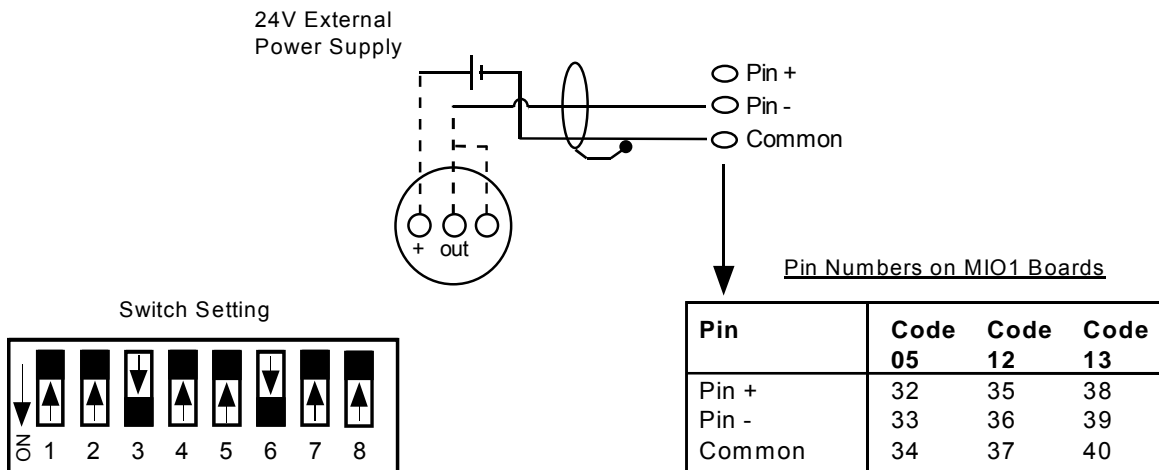 24V External
Power Supply
Pin +
Pin -
Common
+ out
Pin Numbers on MIO1 Boards
Switch Setting
ON 1 2 3 4 5 6 7 8
Pin Code Code Code
05 12 13
Pin + 32 35 38
Pin - 33 36 39
Common 34 37 40